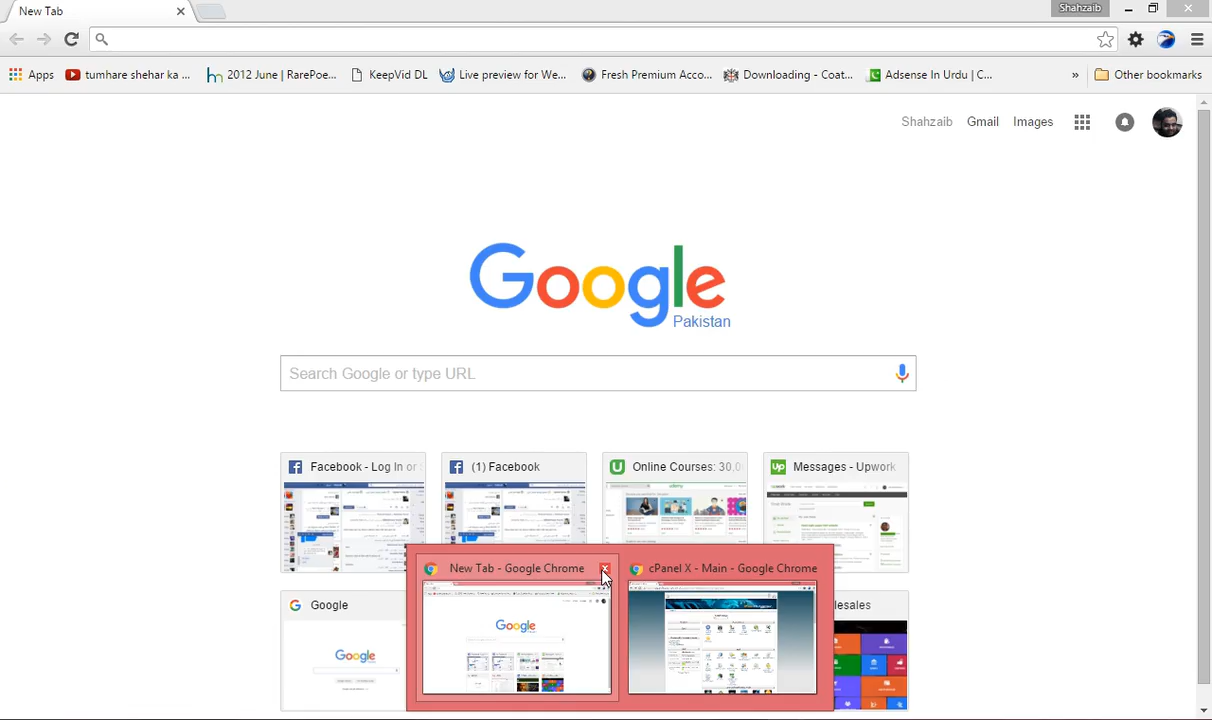 New Tab
Shahzaib
Apps
tumhare shehar ka ...
2012 June | RarePoe...
KeepVid DL
Live preview for We...
Fresh Premium Acco...
Downloading - Coat...
Adsense In Urdu | C...
»
Other bookmarks
Shahzaib
Gmail
Images
Google
Pakistan
Search Google or type URL
Facebook - Log In or
(1) Facebook
Online Courses: 30,0
Messages - Upwork
New Tab - Google Chrome
cPanel X - Main - Google Chrome
Google
lesales
Google
Google